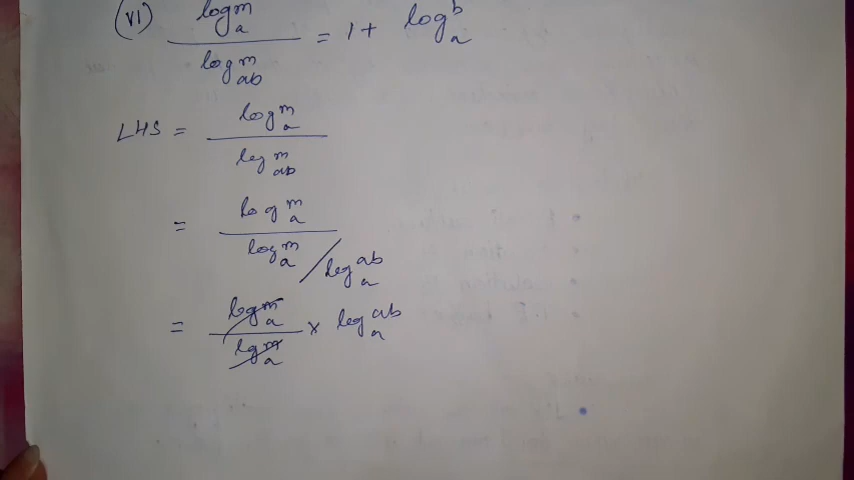 (VI) log_a^m / log_ab^m = 1 + log_a^b
LHS = log_a^m / log_ab^m
= log_a^m / log_a^m / log_a^ab
= log_a^m / log_a^m × log_a^ab